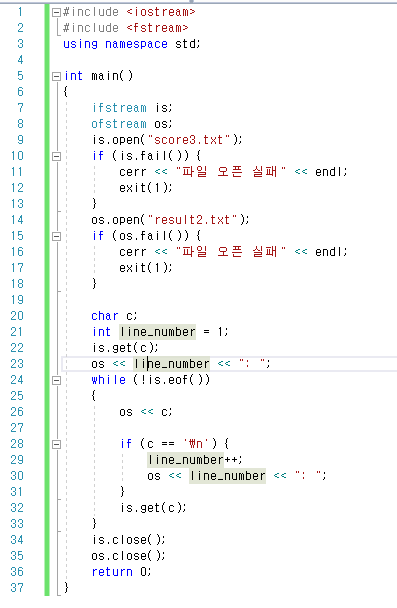 1 #include <iostream>
2 #include <fstream>
3 using namespace std;
4
5 int main()
6 {
7 ifstream is;
8 ofstream os;
9 is.open("score3.txt");
10 if (is.fail()) {
11 cerr << "파일 오픈 실패" << endl;
12 exit(1);
13 }
14 os.open("result2.txt");
15 if (os.fail()) {
16 cerr << "파일 오픈 실패" << endl;
17 exit(1);
18 }
19
20 char c;
21 int line_number = 1;
22 is.get(c);
23 os << line_number << ": ";
24 while (!is.eof())
25 {
26 os << c;
27
28 if (c == '₩n') {
29 line_number++;
30 os << line_number << ": ";
31 }
32 is.get(c);
33 }
34 is.close();
35 os.close();
36 return 0;
37 }